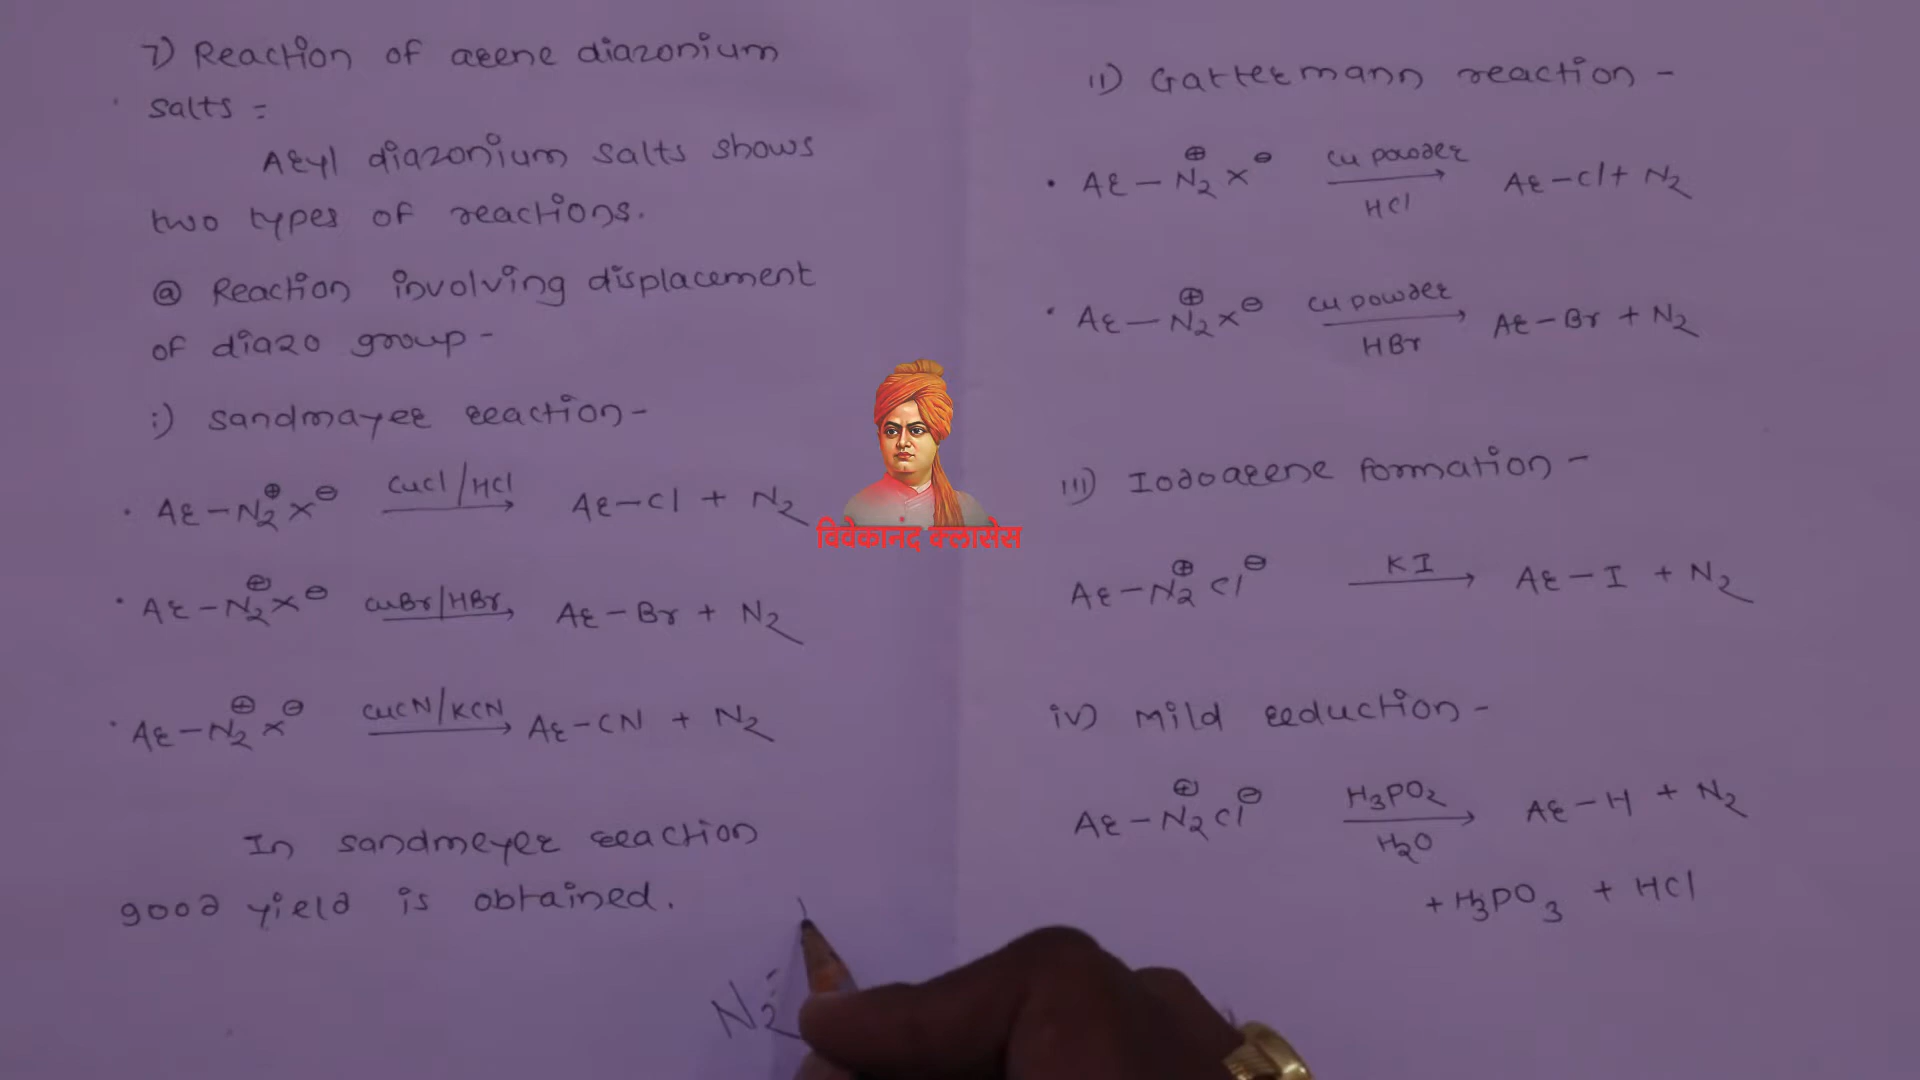 7) Reaction of arene diazonium
salts =
Aryl diazonium salts shows
two types of reactions.
ⓐ Reaction involving displacement
of diazo group -
i) Sandmayer reaction -
· Ar-N₂⊕X⊖ CuCl/HCl → Ar-Cl + N₂
· Ar-N₂⊕X⊖ CuBr/HBr → Ar-Br + N₂
· Ar-N₂⊕X⊖ CuCN/KCN → Ar-CN + N₂
In sandmeyer reaction
good yield is obtained.
N₂
ii) Gattermann reaction -
· Ar-N₂⊕X⊖ Cu powder → HCl Ar-Cl + N₂
· Ar-N₂⊕X⊖ Cu powder → HBr Ar-Br + N₂
iii) Iodoarene formation -
Ar-N₂⊕Cl⊖ KI → Ar-I + N₂
iv) Mild reduction -
Ar-N₂⊕Cl⊖ H₃PO₂ → H₂O Ar-H + N₂
+ H₃PO₃ + HCl
विवेकानंद क्लासेस